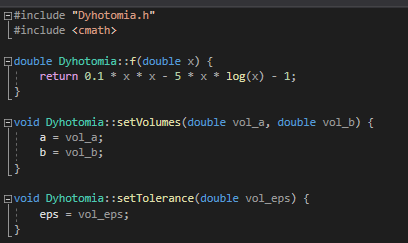 #include "Dyhotomia.h"
#include <cmath>
double Dyhotomia::f(double x) {
return 0.1 * x * x - 5 * x * log(x) - 1;
}
void Dyhotomia::setVolumes(double vol_a, double vol_b) {
a = vol_a;
b = vol_b;
}
void Dyhotomia::setTolerance(double vol_eps) {
eps = vol_eps;
}